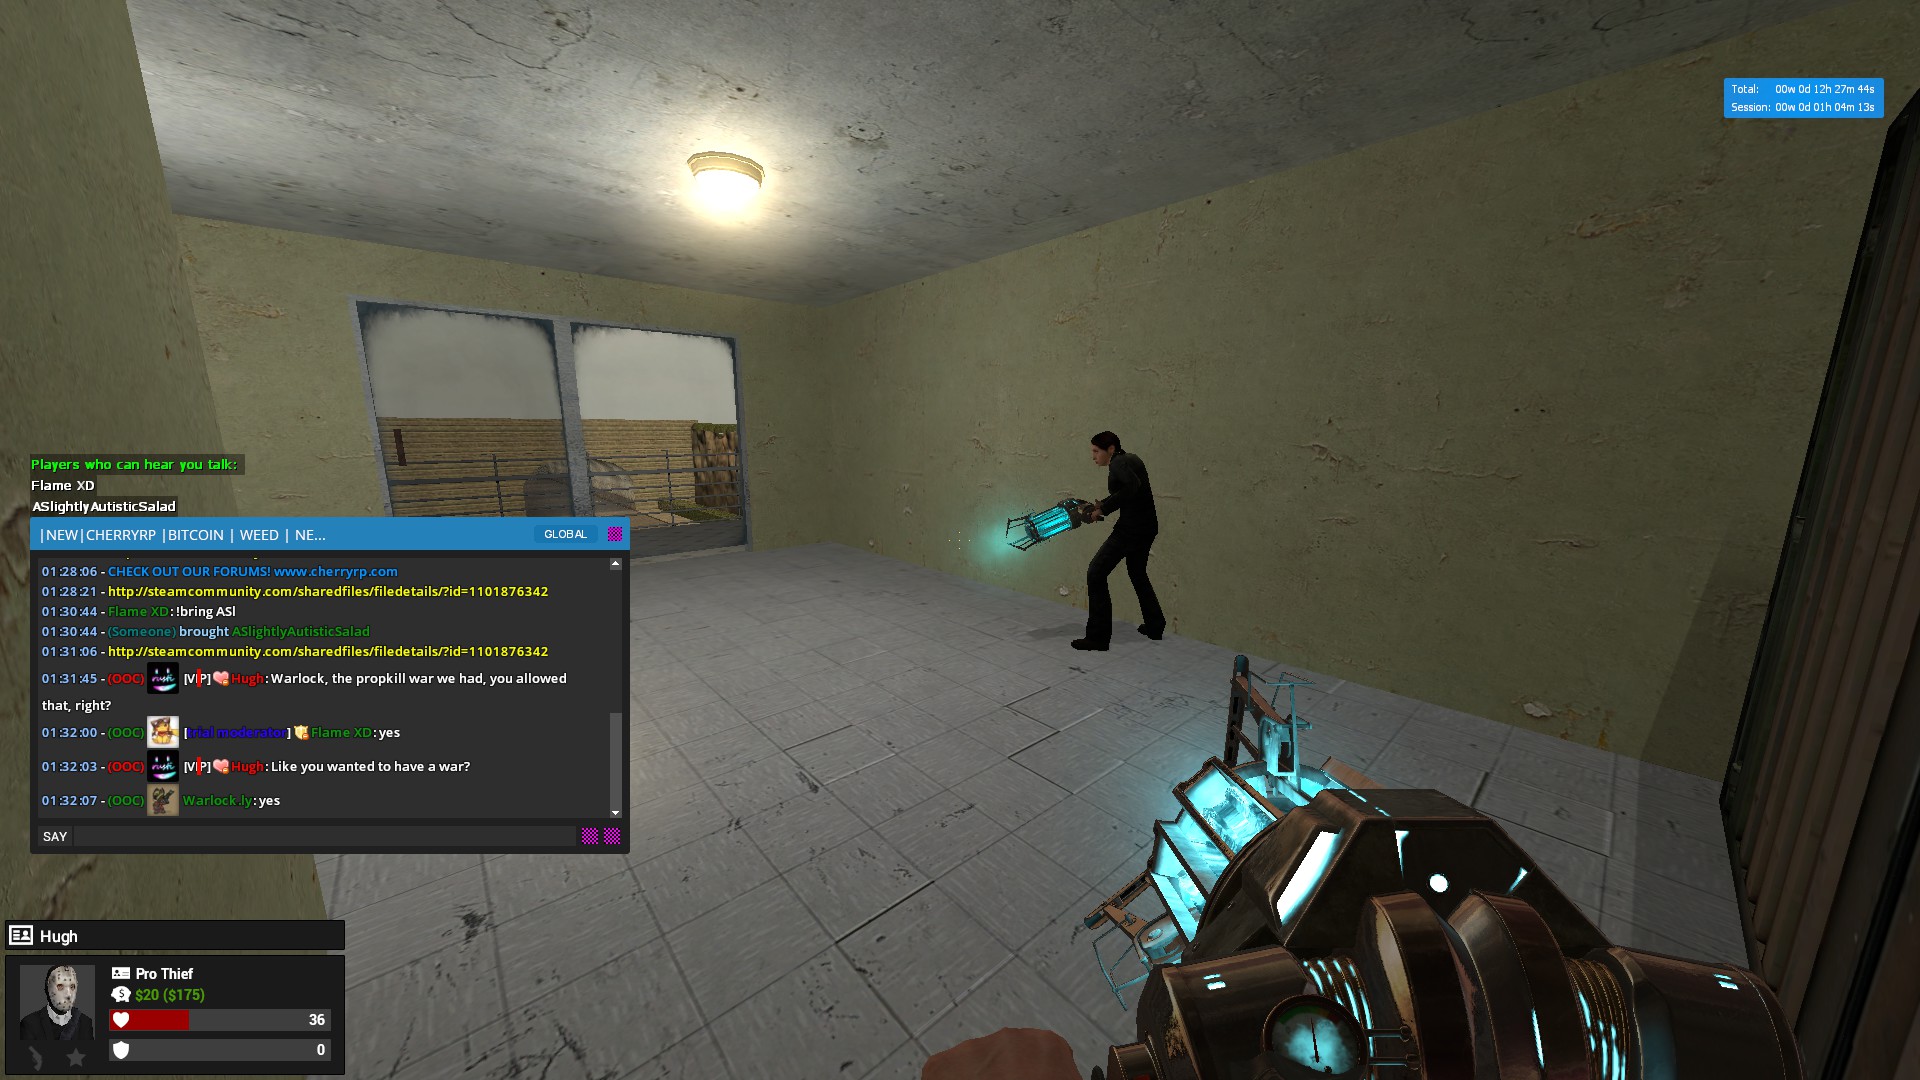 Total: 00w 0d 12h 27m 44s
Session: 00w 0d 01h 04m 13s
Players who can hear you talk:
Flame XD
ASlightlyAutisticSalad
|NEW|CHERRYRP |BITCOIN | WEED | NE... GLOBAL
01:28:06 - CHECK OUT OUR FORUMS! www.cherryrp.com
01:28:21 - http://steamcommunity.com/sharedfiles/filedetails/?id=1101876342
01:30:44 - Flame XD: !bring ASl
01:30:44 - (Someone) brought ASlightlyAutisticSalad
01:31:06 - http://steamcommunity.com/sharedfiles/filedetails/?id=1101876342
01:31:45 - (OOC) [VIP] Hugh: Warlock, the propkill war we had, you allowed
that, right?
01:32:00 - (OOC) [trial moderator] Flame XD: yes
01:32:03 - (OOC) [VIP] Hugh: Like you wanted to have a war?
01:32:07 - (OOC) Warlock.ly: yes
SAY
Hugh
Pro Thief
$20 ($175)
36
0